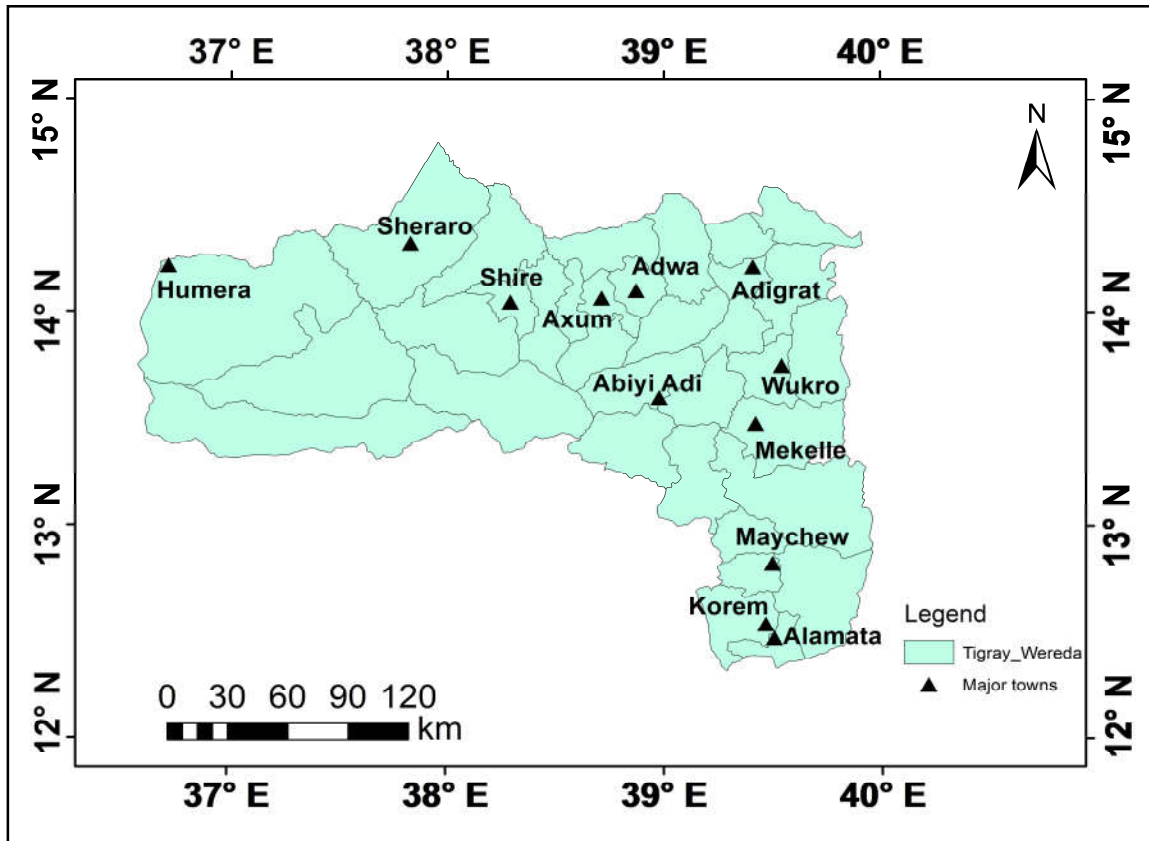 37° E 38° E 39° E 40° E
15° N
15° N
N
Sheraro
Humera
Shire
Adwa
Axum
Adigrat
14° N
14° N
Abiyi Adi
Wukro
Mekelle
13° N
13° N
Maychew
Korem
Alamata
Legend
Tigray_Wereda
Major towns
0 30 60 90 120
km
12° N
12° N
37° E 38° E 39° E 40° E